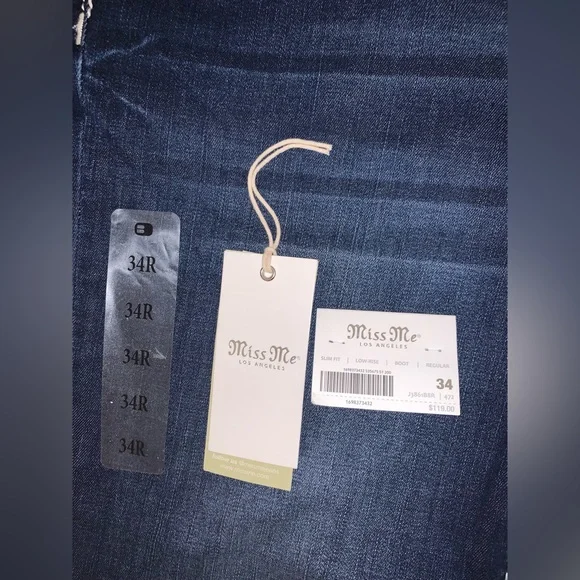 34R
34R
34R
34R
34R
Miss Me
LOS ANGELES
Miss Me
LOS ANGELES
SLIM FIT | LOW-RISE | BOOT | REGULAR
34
$119.00